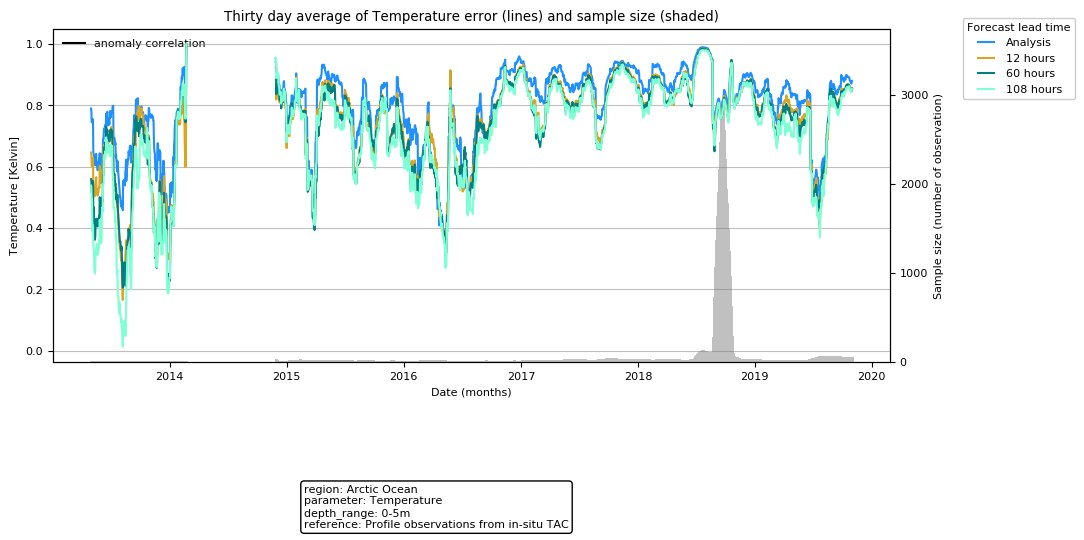 Thirty day average of Temperature error (lines) and sample size (shaded)
anomaly correlation
Forecast lead time
Analysis
12 hours
60 hours
108 hours
Temperature [Kelvin]
1.0
0.8
0.6
0.4
0.2
0.0
3000
2000
1000
0
Sample size (number of observation)
2014 2015 2016 2017 2018 2019 2020
Date (months)
region: Arctic Ocean
parameter: Temperature
depth_range: 0-5m
reference: Profile observations from in-situ TAC